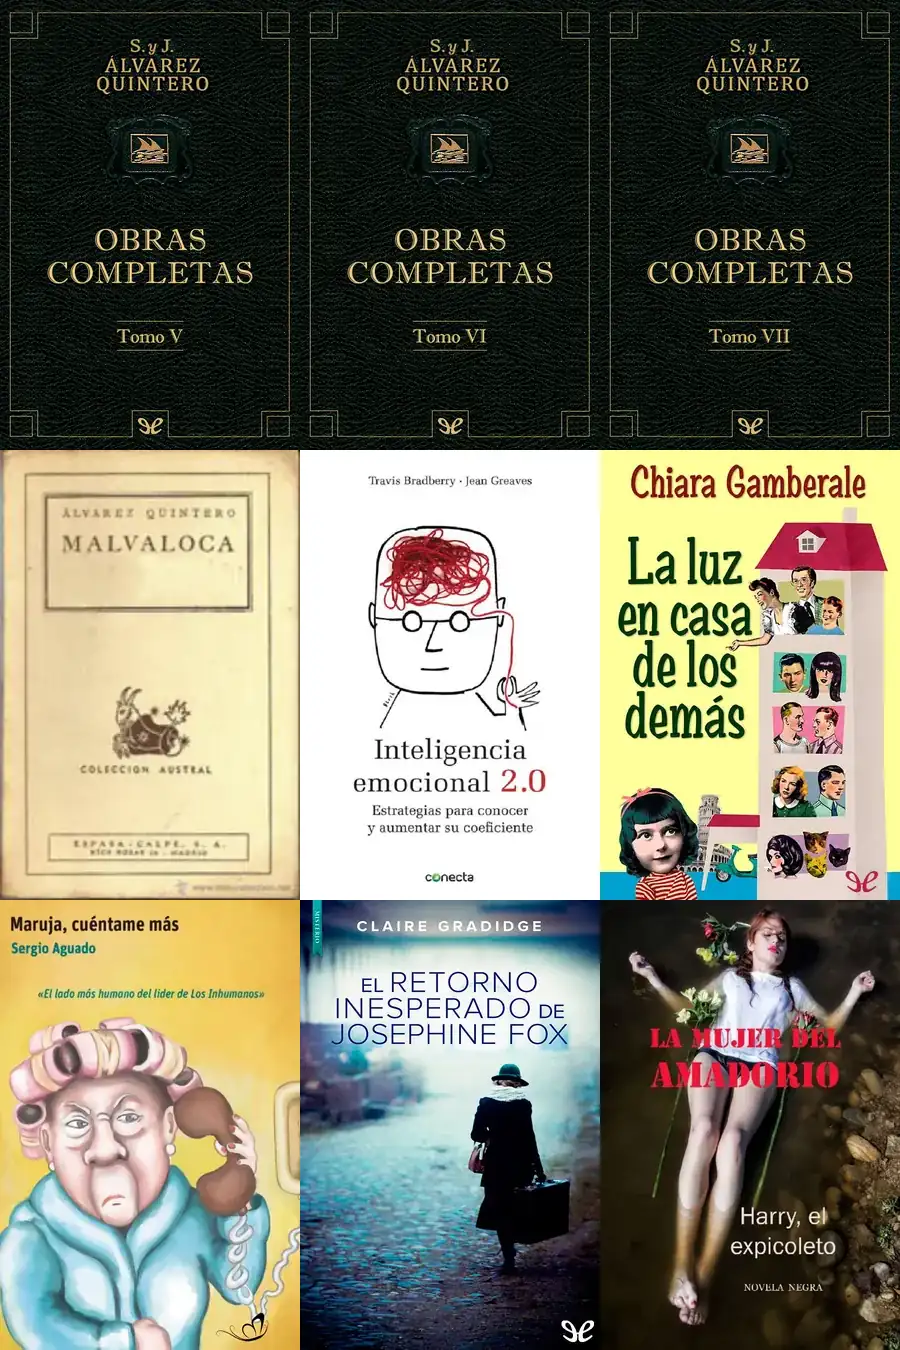 S. y J.
ÁLVAREZ
QUINTERO
OBRAS
COMPLETAS
Tomo V
S. y J.
ÁLVAREZ
QUINTERO
OBRAS
COMPLETAS
Tomo VI
S. y J.
ÁLVAREZ
QUINTERO
OBRAS
COMPLETAS
Tomo VII
ÁLVAREZ QUINTERO
MALVALOCA
COLECCIÓN AUSTRAL
ESPASA-CALPE, S. A.
Travis Bradberry · Jean Greaves
Inteligencia
emocional 2.0
Estrategias para conocer
y aumentar su coeficiente
conecta
Chiara Gamberale
La luz
en casa
de los
demás
Maruja, cuéntame más
Sergio Aguado
«El lado más humano del líder de Los Inhumanos»
MISTERIO
CLAIRE GRADIDGE
EL RETORNO
INESPERADO DE
JOSEPHINE FOX
LA MUJER DEL
AMADORIO
Harry, el
expicoleto
NOVELA NEGRA